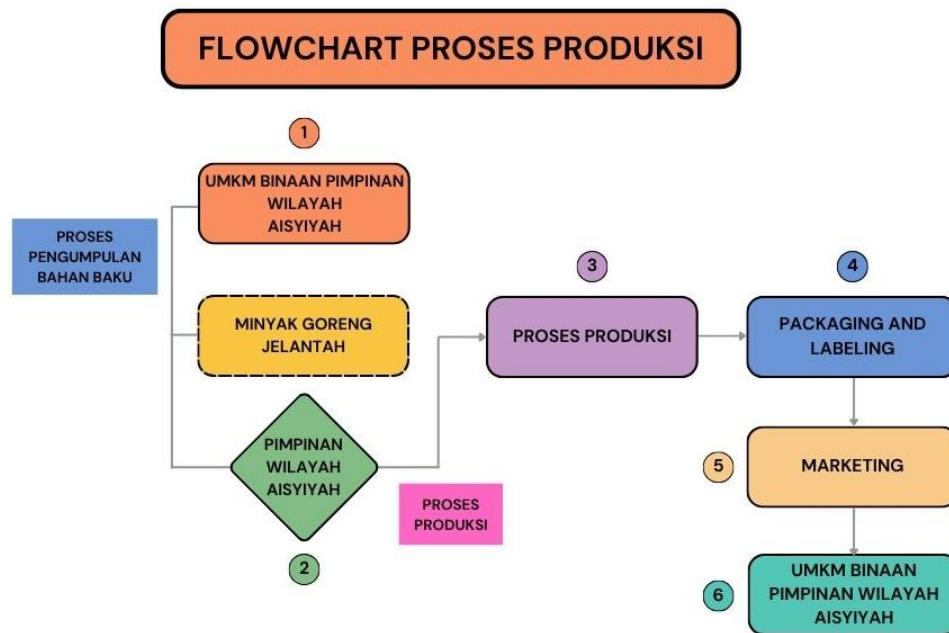 FLOWCHART PROSES PRODUKSI
1
UMKM BINAAN PIMPINAN
WILAYAH
AISYIYAH
PROSES
PENGUMPULAN
BAHAN BAKU
MINYAK GORENG
JELANTAH
PIMPINAN
WILAYAH
AISYIYAH
2
PROSES
PRODUKSI
3
PROSES PRODUKSI
4
PACKAGING AND
LABELING
5
MARKETING
6
UMKM BINAAN
PIMPINAN WILAYAH
AISYIYAH